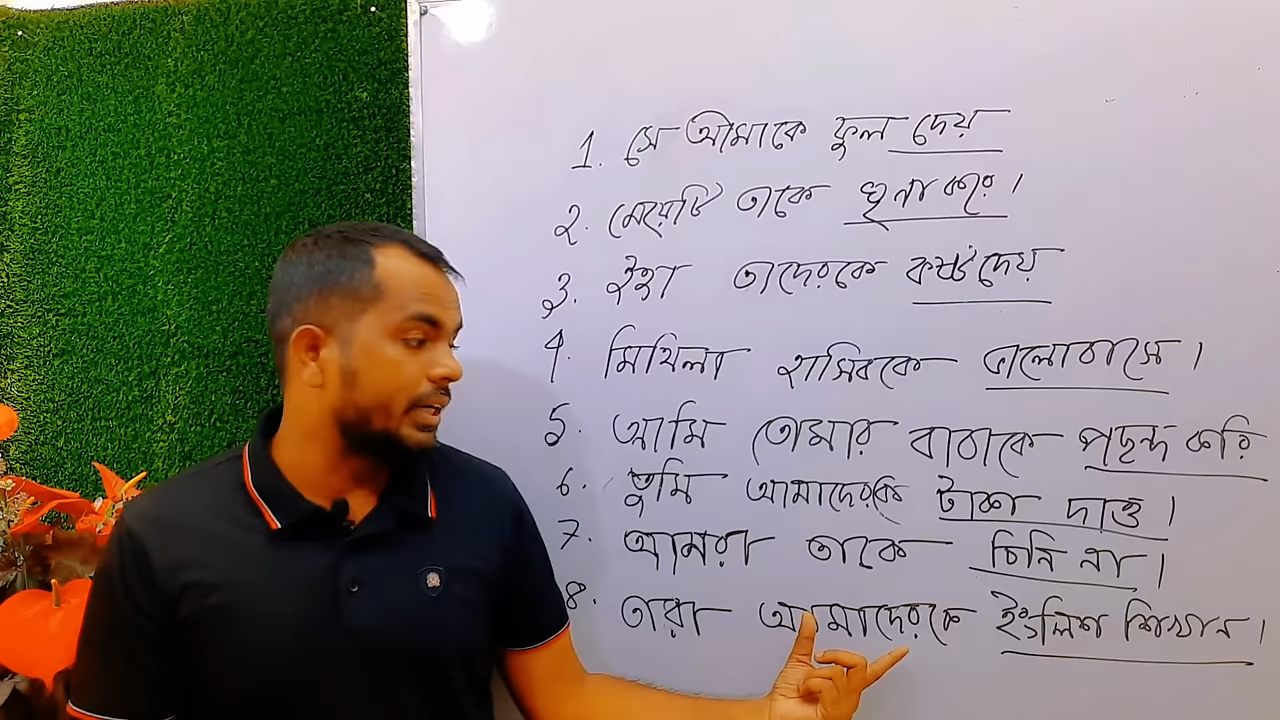 1. সে আমাকে ফুল দেয়
2. মেয়েটি তাকে ঘৃনা করে।
3. ইহা তাদেরকে কষ্ট দেয়
4. মিথিলা হাসিবকে ভালোবাসে।
5. আমি তোমার বাবাকে পছন্দ করি
6. তুমি আমাদেরকে টাকা দাও।
7. আমরা তাকে চিনি না।
8. তারা আমাদেরকে ইংলিশ শিখান।